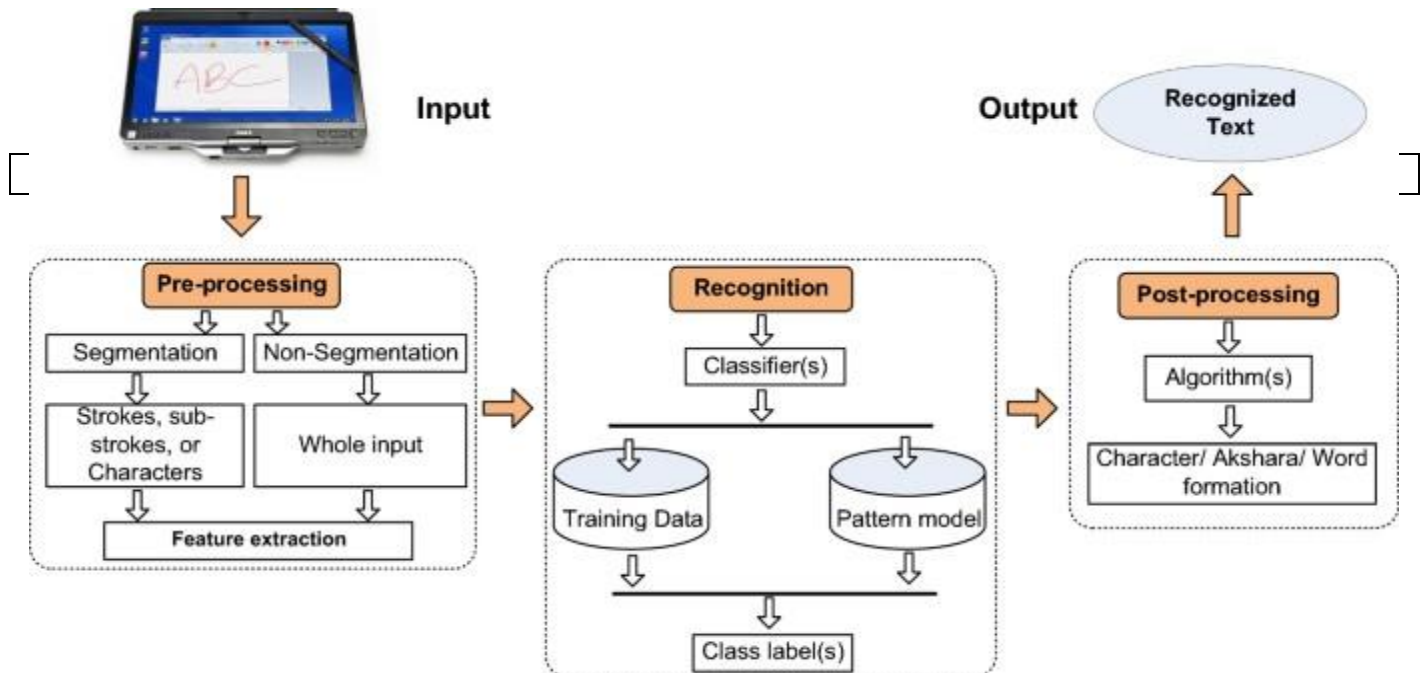 ABC
Input
Output
Recognized
Text
Pre-processing
Segmentation
Non-Segmentation
Strokes, sub-
strokes, or
Characters
Whole input
Feature extraction
Recognition
Classifier(s)
Training Data
Pattern model
Class label(s)
Post-processing
Algorithm(s)
Character/ Akshara/ Word
formation